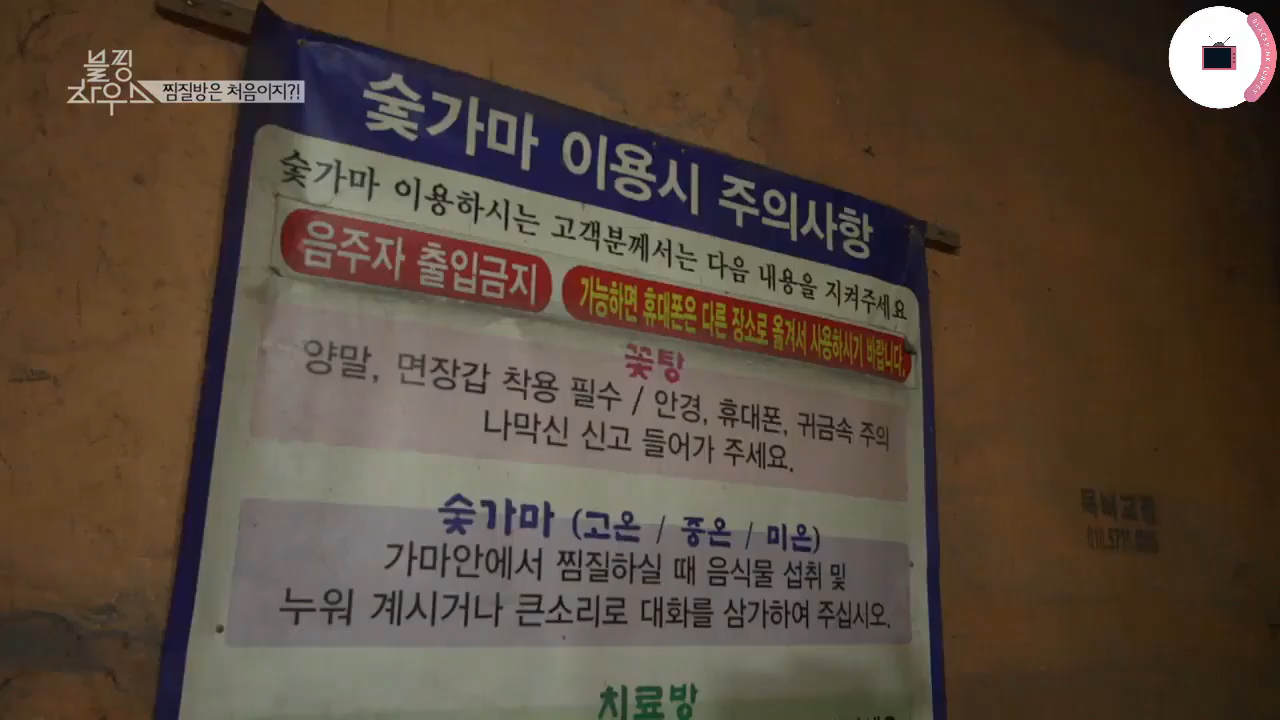 블핑
하우스
찜질방은 처음이지?!
BLACKPINK TURKEY
숯가마 이용시 주의사항
숯가마 이용하시는 고객분께서는 다음 내용을 지켜주세요
음주자 출입금지
가능하면 휴대폰은 다른 장소로 옮겨서 사용하시기 바랍니다.
꽃탕
양말, 면장갑 착용 필수 / 안경, 휴대폰, 귀금속 주의
나막신 신고 들어가 주세요.
숯가마 (고온 / 중온 / 미온)
가마안에서 찜질하실 때 음식물 섭취 및
누워 계시거나 큰소리로 대화를 삼가하여 주십시오.
치료방